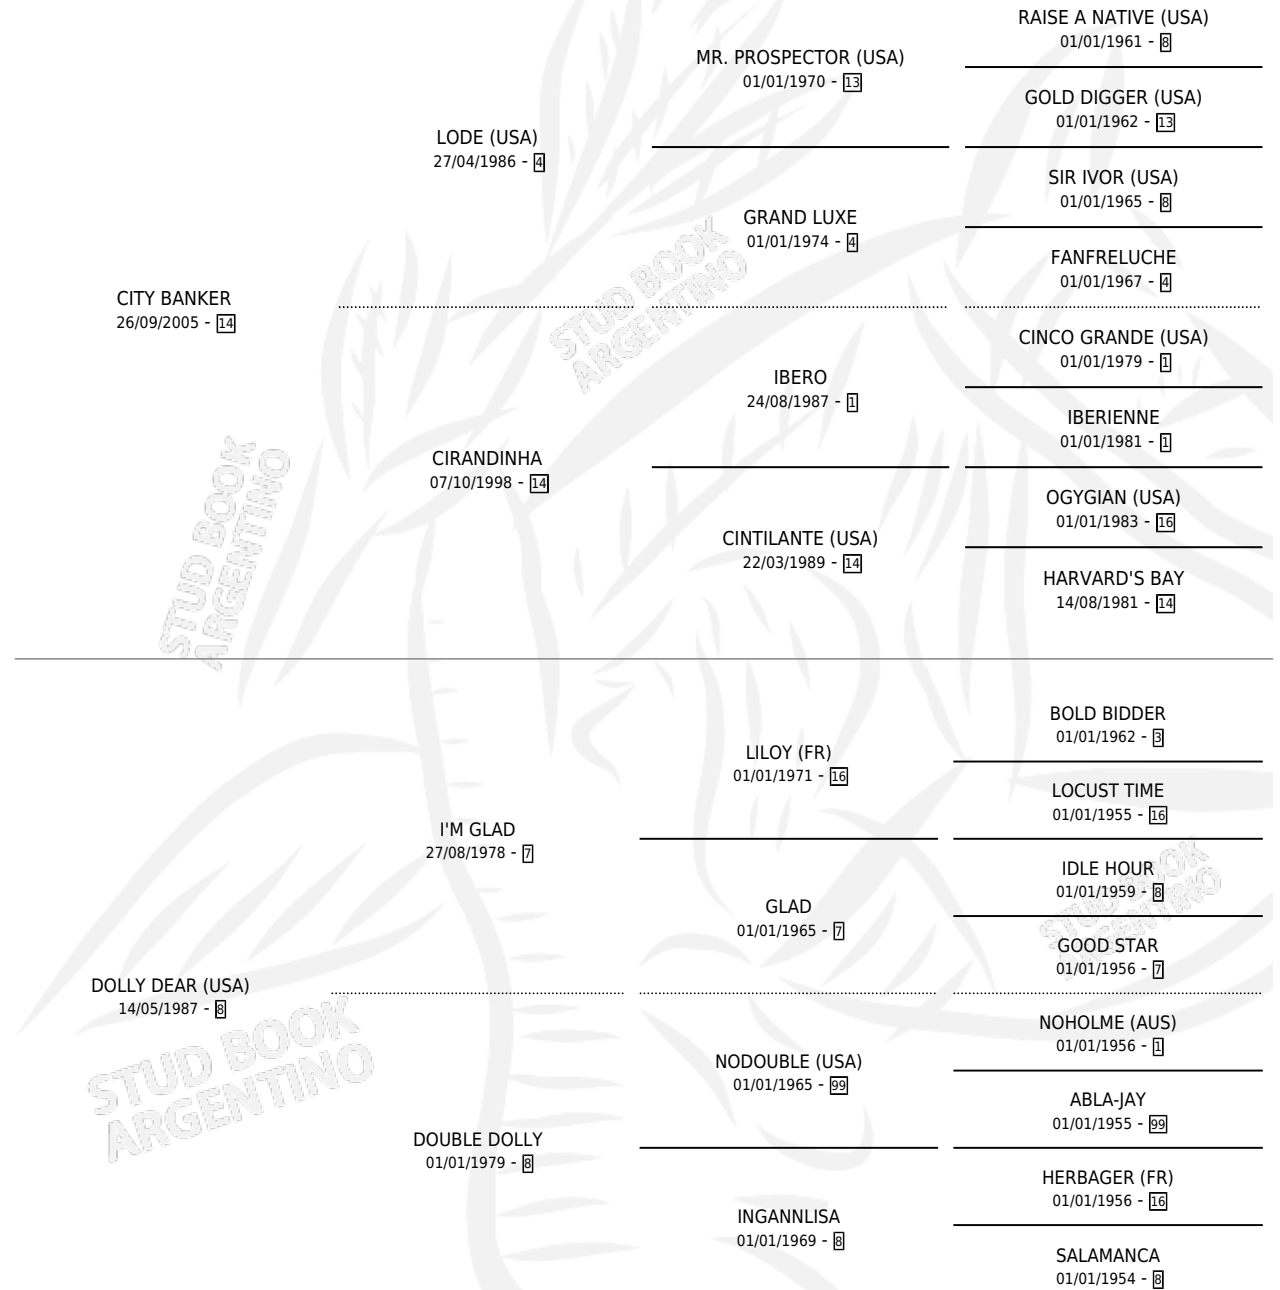 RAISE A NATIVE (USA)
01/01/1961 - 8
MR. PROSPECTOR (USA)
01/01/1970 - 13
GOLD DIGGER (USA)
01/01/1962 - 13
LODE (USA)
27/04/1986 - 4
SIR IVOR (USA)
01/01/1965 - 8
GRAND LUXE
01/01/1974 - 4
FANFRELUCHE
01/01/1967 - 4
CITY BANKER
26/09/2005 - 14
CINCO GRANDE (USA)
01/01/1979 - 1
IBERO
24/08/1987 - 1
IBERIENNE
01/01/1981 - 1
CIRANDINHA
07/10/1998 - 14
OGYGIAN (USA)
01/01/1983 - 16
CINTILANTE (USA)
22/03/1989 - 14
HARVARD'S BAY
14/08/1981 - 14
BOLD BIDDER
01/01/1962 - 3
LILOY (FR)
01/01/1971 - 16
LOCUST TIME
01/01/1955 - 16
I'M GLAD
27/08/1978 - 7
IDLE HOUR
01/01/1959 - 8
GLAD
01/01/1965 - 7
GOOD STAR
01/01/1956 - 7
DOLLY DEAR (USA)
14/05/1987 - 8
NOHOLME (AUS)
01/01/1956 - 1
NODOUBLE (USA)
01/01/1965 - 99
ABLA-JAY
01/01/1955 - 99
DOUBLE DOLLY
01/01/1979 - 8
HERBAGER (FR)
01/01/1956 - 16
INGANNLISA
01/01/1969 - 8
SALAMANCA
01/01/1954 - 8
STUD BOOK
ARGENTINO
STUD BOOK
ARGENTINO
STUD BOOK
ARGENTINO
STUD BOOK
ARGENTINO